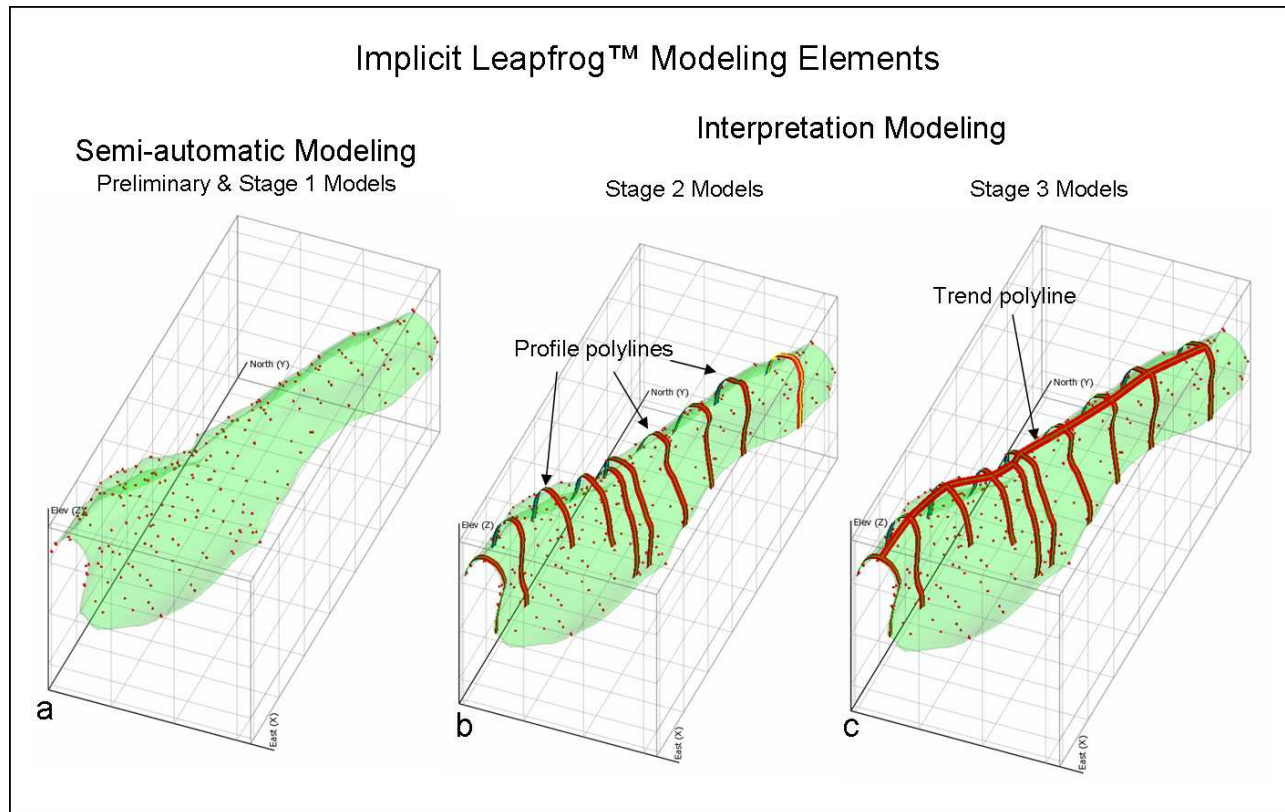 Implicit Leapfrog™ Modeling Elements
Semi-automatic Modeling
Preliminary & Stage 1 Models
Interpretation Modeling
Stage 2 Models
Stage 3 Models
North (Y)
Elev (Z)
East (X)
a
Profile polylines
North (Y)
Elev (Z)
East (X)
b
Trend polyline
North (Y)
Elev (Z)
East (X)
c